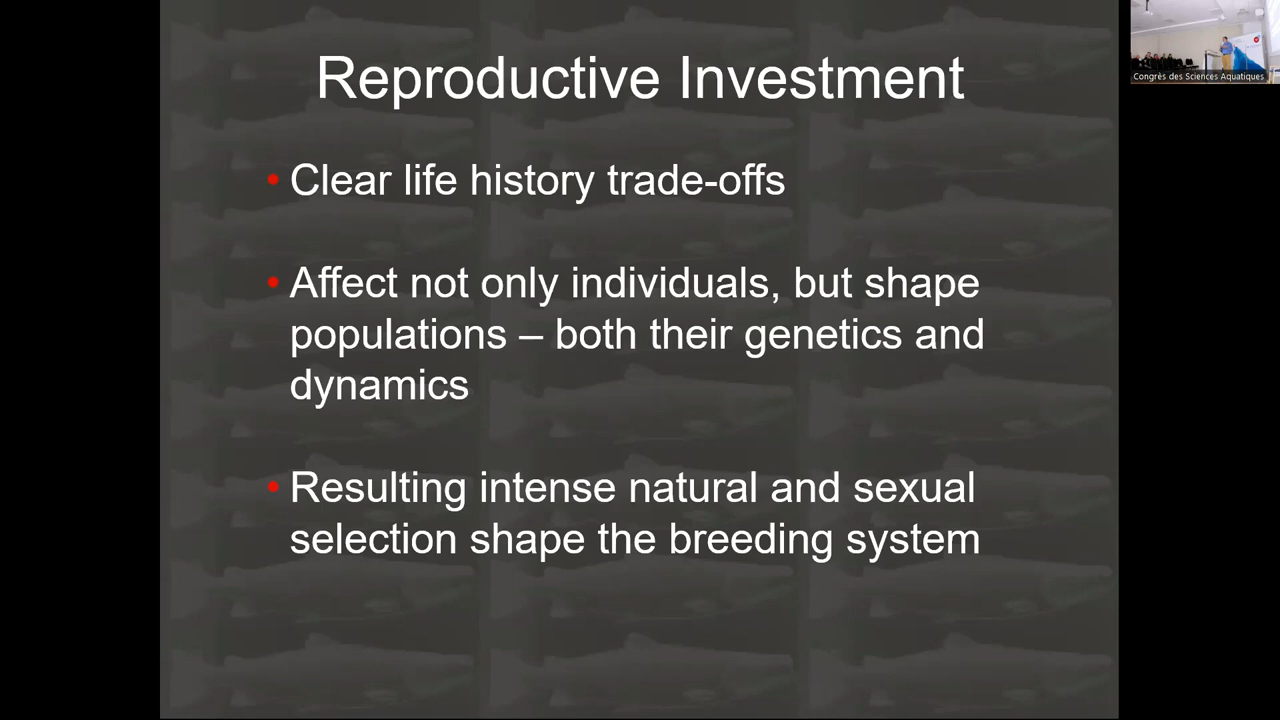 Reproductive Investment
• Clear life history trade-offs
• Affect not only individuals, but shape
populations – both their genetics and
dynamics
• Resulting intense natural and sexual
selection shape the breeding system
Congrès des Sciences Aquatiques